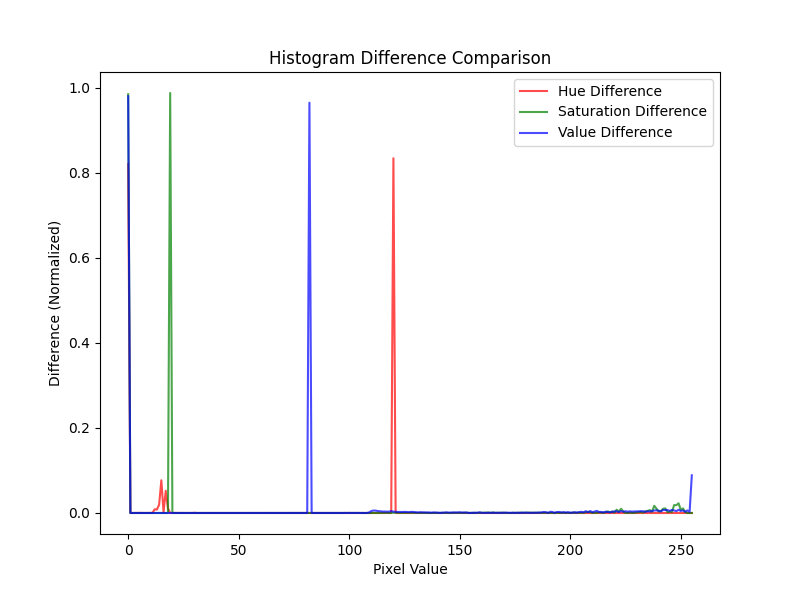 Histogram Difference Comparison
Hue Difference
Saturation Difference
Value Difference
Difference (Normalized)
1.0
0.8
0.6
0.4
0.2
0.0
0 50 100 150 200 250
Pixel Value